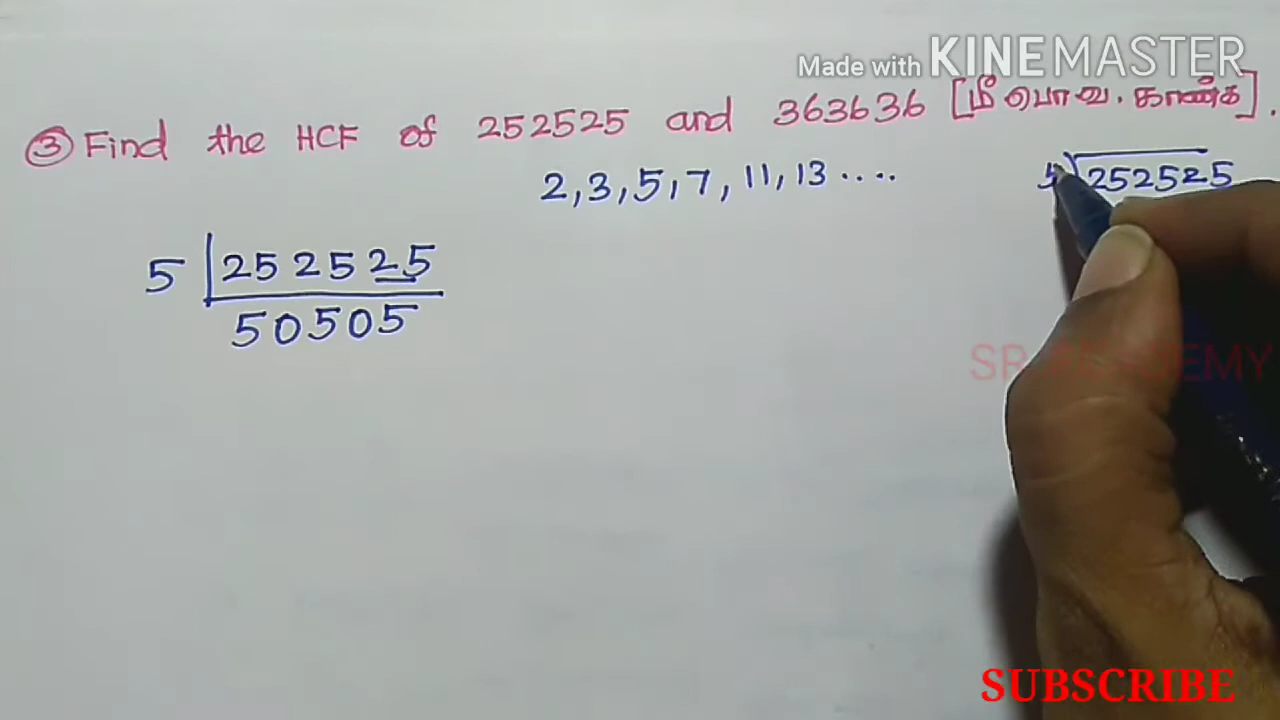 Made with KINEMASTER
③ Find the HCF of 252525 and 363636 [மீ பொ வ. காண்க].
2, 3, 5, 7, 11, 13 ....
5 252525
5 252525
50505
SUBSCRIBE